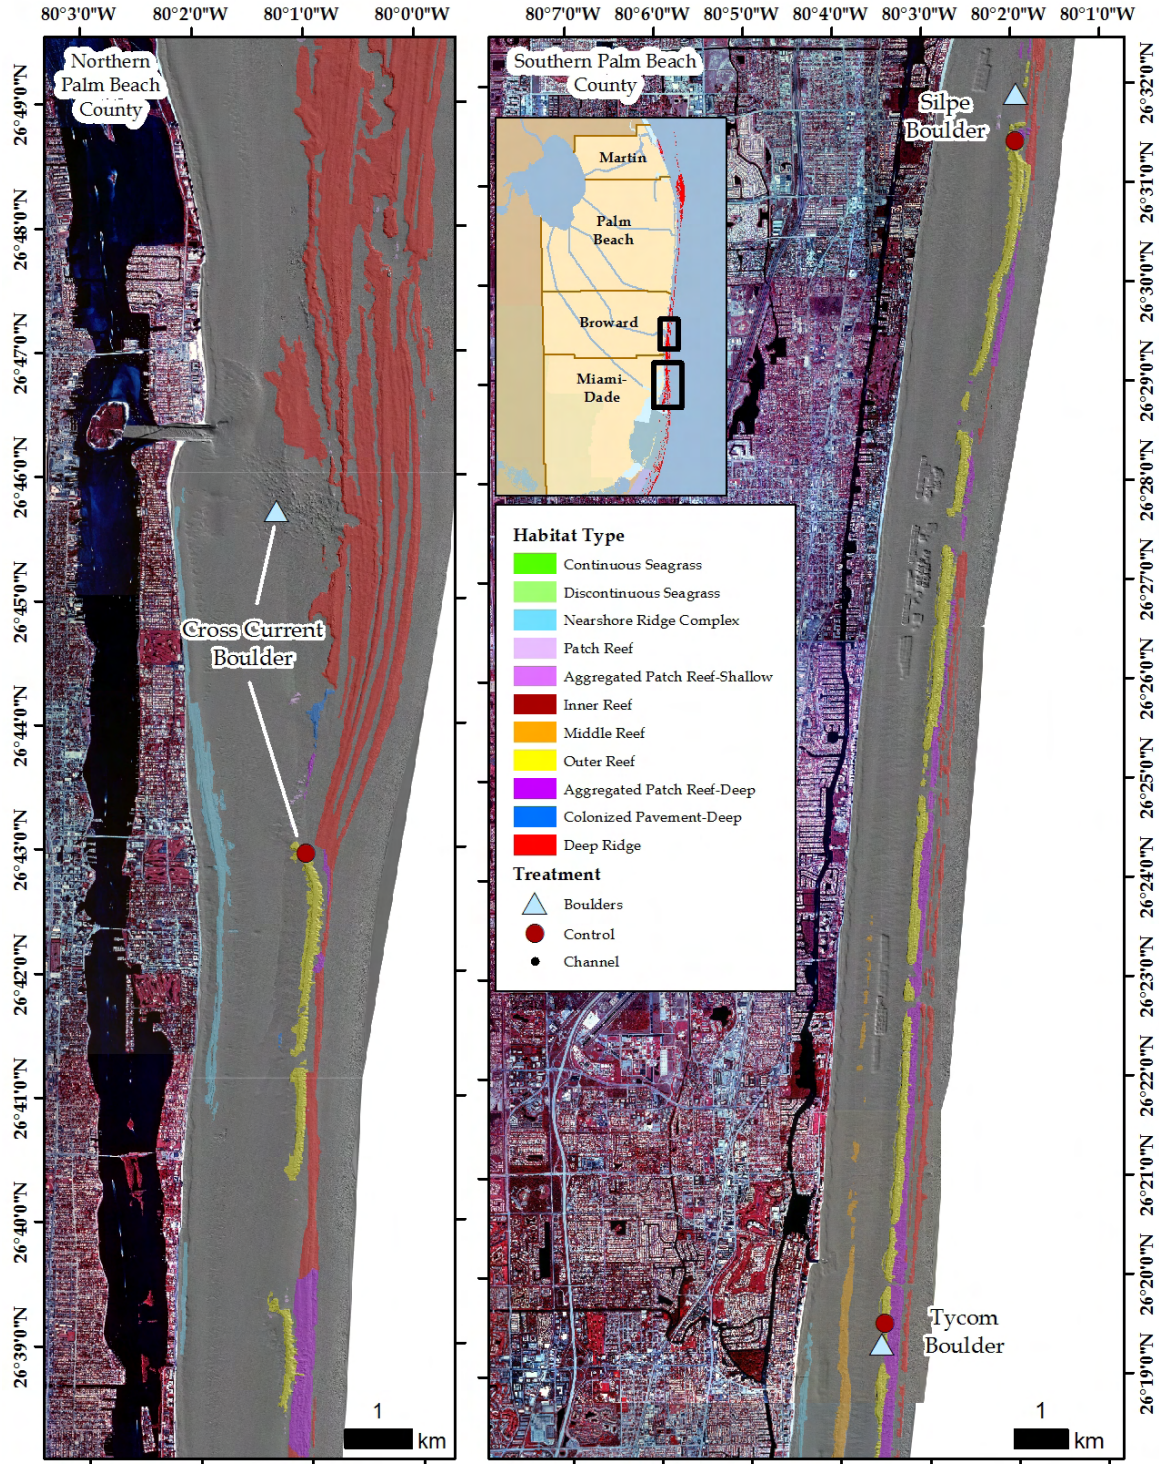 80°3'0"W 80°2'0"W 80°1'0"W 80°0'0"W
80°7'0"W 80°6'0"W 80°5'0"W 80°4'0"W 80°3'0"W 80°2'0"W 80°1'0"W
Northern
Palm Beach
County
26°49'0"N
26°48'0"N
26°47'0"N
26°46'0"N
26°45'0"N
26°44'0"N
26°43'0"N
26°42'0"N
26°41'0"N
26°40'0"N
26°39'0"N
Cross Current
Boulder
1
km
Southern Palm Beach
County
Martin
Palm
Beach
Broward
Miami-
Dade
Habitat Type
Continuous Seagrass
Discontinuous Seagrass
Nearshore Ridge Complex
Patch Reef
Aggregated Patch Reef-Shallow
Inner Reef
Middle Reef
Outer Reef
Aggregated Patch Reef-Deep
Colonized Pavement-Deep
Deep Ridge
Treatment
Boulders
Control
Channel
Silpe
Boulder
Tycom
Boulder
1
km
26°32'0"N
26°31'0"N
26°30'0"N
26°29'0"N
26°28'0"N
26°27'0"N
26°26'0"N
26°25'0"N
26°24'0"N
26°23'0"N
26°22'0"N
26°21'0"N
26°20'0"N
26°19'0"N